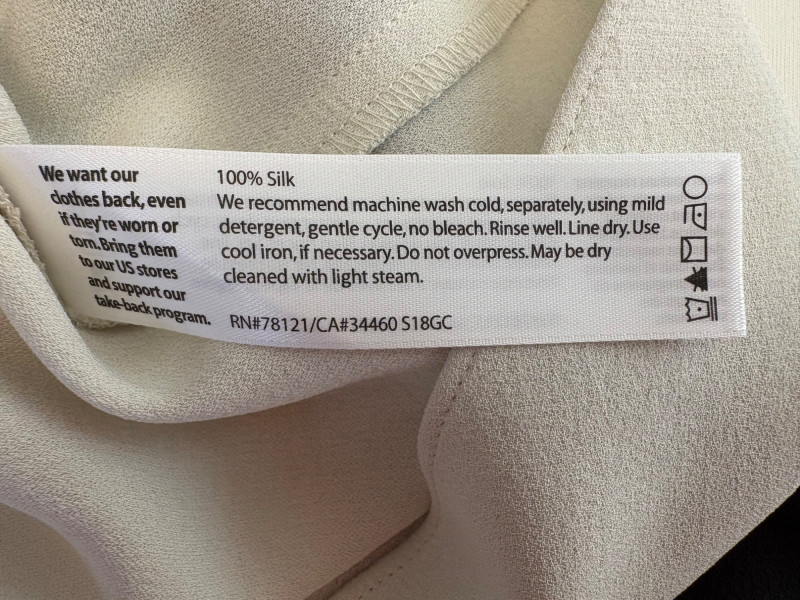 We want our
clothes back, even
if they're worn or
torn. Bring them
to our US stores
and support our
take-back program.
100% Silk
We recommend machine wash cold, separately, using mild
detergent, gentle cycle, no bleach. Rinse well. Line dry. Use
cool iron, if necessary. Do not overpress. May be dry
cleaned with light steam.
RN#78121/CA#34460 S18GC